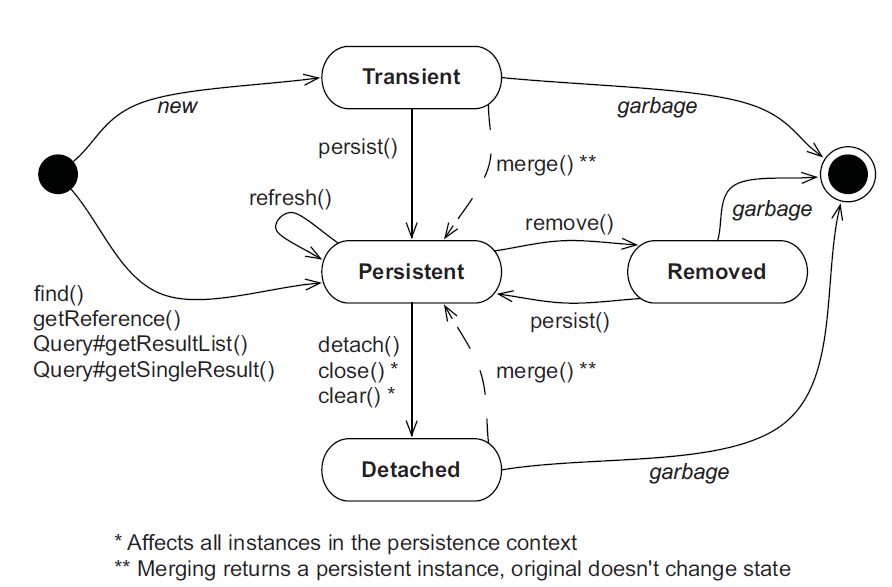 Transient
new
garbage
persist()
merge() **
refresh()
garbage
remove()
Persistent
Removed
find()
getReference()
Query#getResultList()
Query#getSingleResult()
persist()
detach()
close() *
clear() *
merge() **
Detached
garbage
* Affects all instances in the persistence context
** Merging returns a persistent instance, original doesn't change state